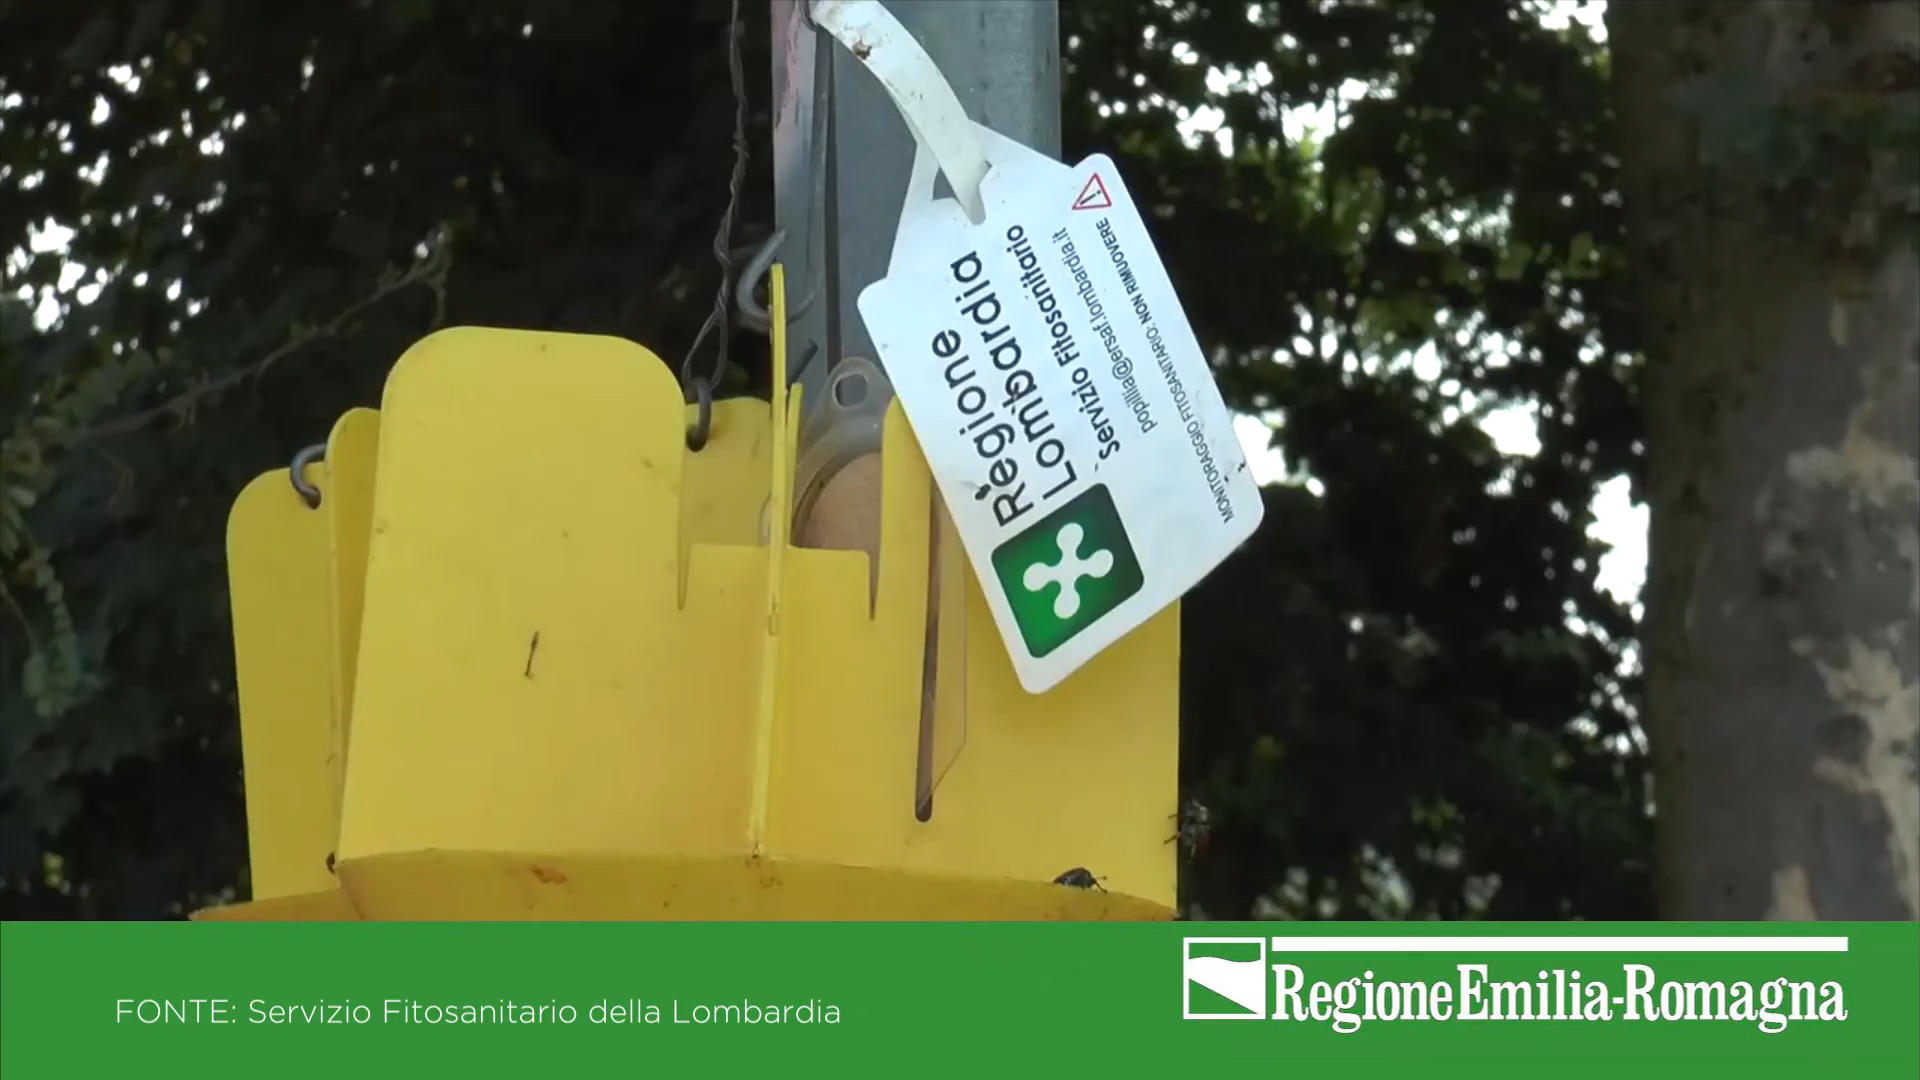 Regione
Lombardia
Servizio Fitosanitario
popillia@ersaf.lombardia.it
MONITORAGGIO FITOSANITARIO: NON RIMUOVERE
FONTE: Servizio Fitosanitario della Lombardia
RegioneEmilia-Romagna